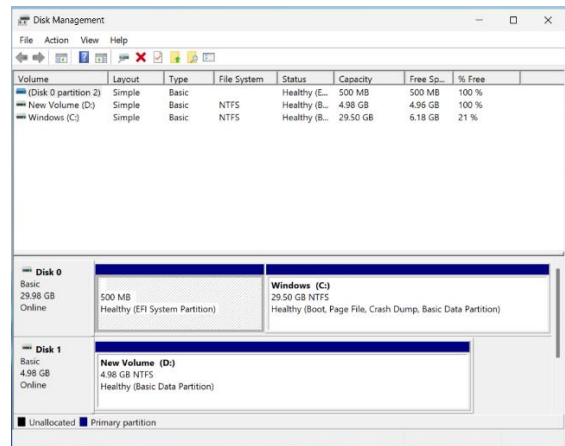 Disk Management
File Action View Help
Volume Layout Type File System Status Capacity Free Sp... % Free
(Disk 0 partition 2) Simple Basic Healthy (E... 500 MB 500 MB 100 %
New Volume (D:) Simple Basic NTFS Healthy (B... 4.98 GB 4.96 GB 100 %
Windows (C:) Simple Basic NTFS Healthy (B... 29.50 GB 6.18 GB 21 %
Disk 0
Basic
29.98 GB
Online
500 MB
Healthy (EFI System Partition)
Windows (C:)
29.50 GB NTFS
Healthy (Boot, Page File, Crash Dump, Basic Data Partition)
Disk 1
Basic
4.98 GB
Online
New Volume (D:)
4.98 GB NTFS
Healthy (Basic Data Partition)
Unallocated Primary partition